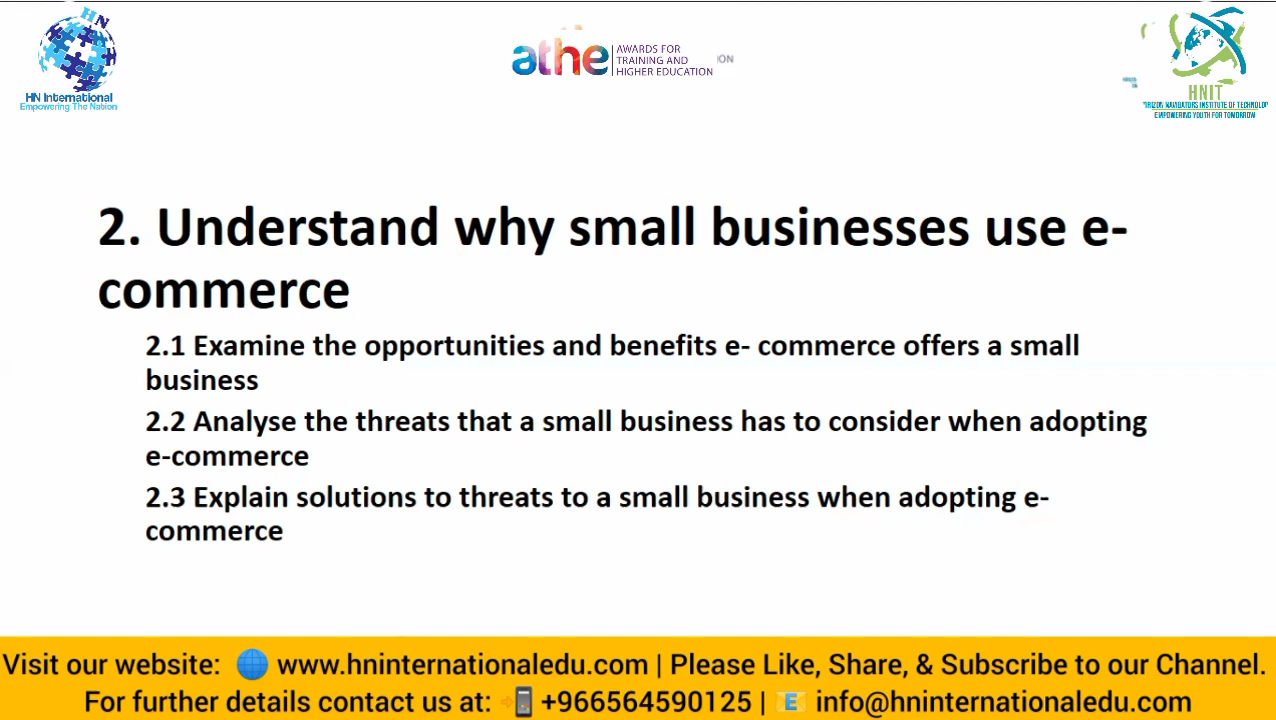 HN
HN International
Empowering The Nation
athe
AWARDS FOR
TRAINING AND
HIGHER EDUCATION
HNIT
INSTITUTE OF TECHNOLOGY
EMPOWERING YOUTH FOR TOMORROW
2. Understand why small businesses use e-
commerce
2.1 Examine the opportunities and benefits e- commerce offers a small
business
2.2 Analyse the threats that a small business has to consider when adopting
e-commerce
2.3 Explain solutions to threats to a small business when adopting e-
commerce
Visit our website: www.hninternationaledu.com | Please Like, Share, & Subscribe to our Channel.
For further details contact us at: +966564590125 | info@hninternationaledu.com